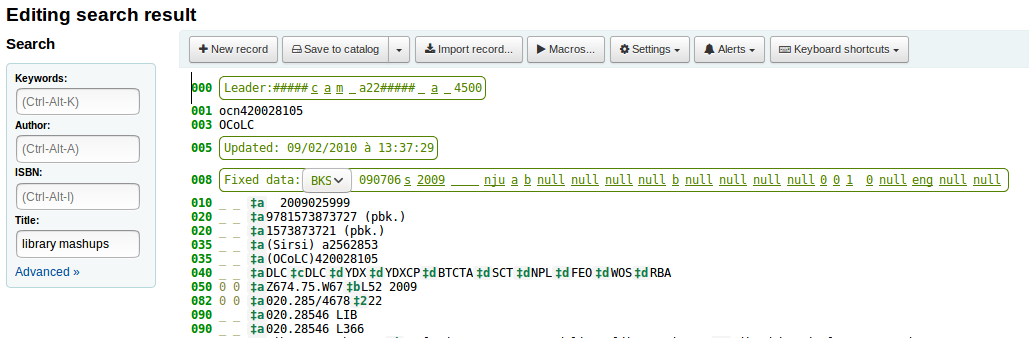 Editing search result
Search
Keywords:
(Ctrl-Alt-K)
Author:
(Ctrl-Alt-A)
ISBN:
(Ctrl-Alt-I)
Title:
library mashups
Advanced »
New record
Save to catalog
Import record...
Macros...
Settings
Alerts
Keyboard shortcuts
000 Leader:##### c a m _ a22##### _ a _ 4500
001 ocn420028105
003 OCoLC
005 Updated: 09/02/2010 à 13:37:29
008 Fixed data: BKS 090706 s 2009 ____ nju a b null null null null b null null null null 0 0 1 0 null eng null null
010 _ _ ‡a 2009025999
020 _ _ ‡a 9781573873727 (pbk.)
020 _ _ ‡a 1573873721 (pbk.)
035 _ _ ‡a (Sirsi) a2562853
035 _ _ ‡a (OCoLC)420028105
040 _ _ ‡a DLC ‡c DLC ‡d YDX ‡d YDXCP ‡d BTCTA ‡d SCT ‡d NPL ‡d FEO ‡d WOS ‡d RBA
050 0 0 ‡a Z674.75.W67 ‡b L52 2009
082 0 0 ‡a 020.285/4678 ‡2 22
090 _ _ ‡a 020.28546 LIB
090 _ _ ‡a 020.28546 L366